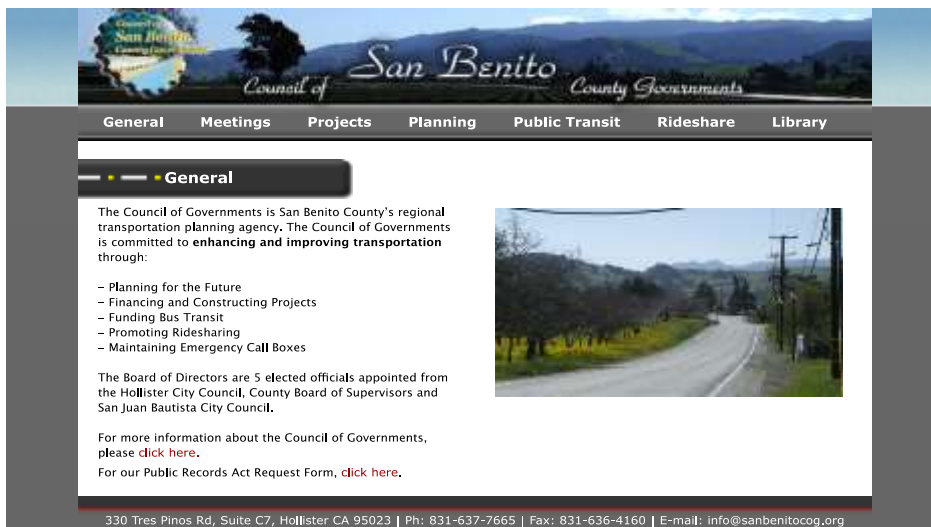 San Benito
Council of San Benito County Governments
General Meetings Projects Planning Public Transit Rideshare Library
General
The Council of Governments is San Benito County's regional
transportation planning agency. The Council of Governments
is committed to enhancing and improving transportation
through:
– Planning for the Future
– Financing and Constructing Projects
– Funding Bus Transit
– Promoting Ridesharing
– Maintaining Emergency Call Boxes
The Board of Directors are 5 elected officials appointed from
the Hollister City Council, County Board of Supervisors and
San Juan Bautista City Council.
For more information about the Council of Governments,
please click here.
For our Public Records Act Request Form, click here.
330 Tres Pinos Rd, Suite C7, Hollister CA 95023 | Ph: 831-637-7665 | Fax: 831-636-4160 | E-mail: info@sanbenitocog.org